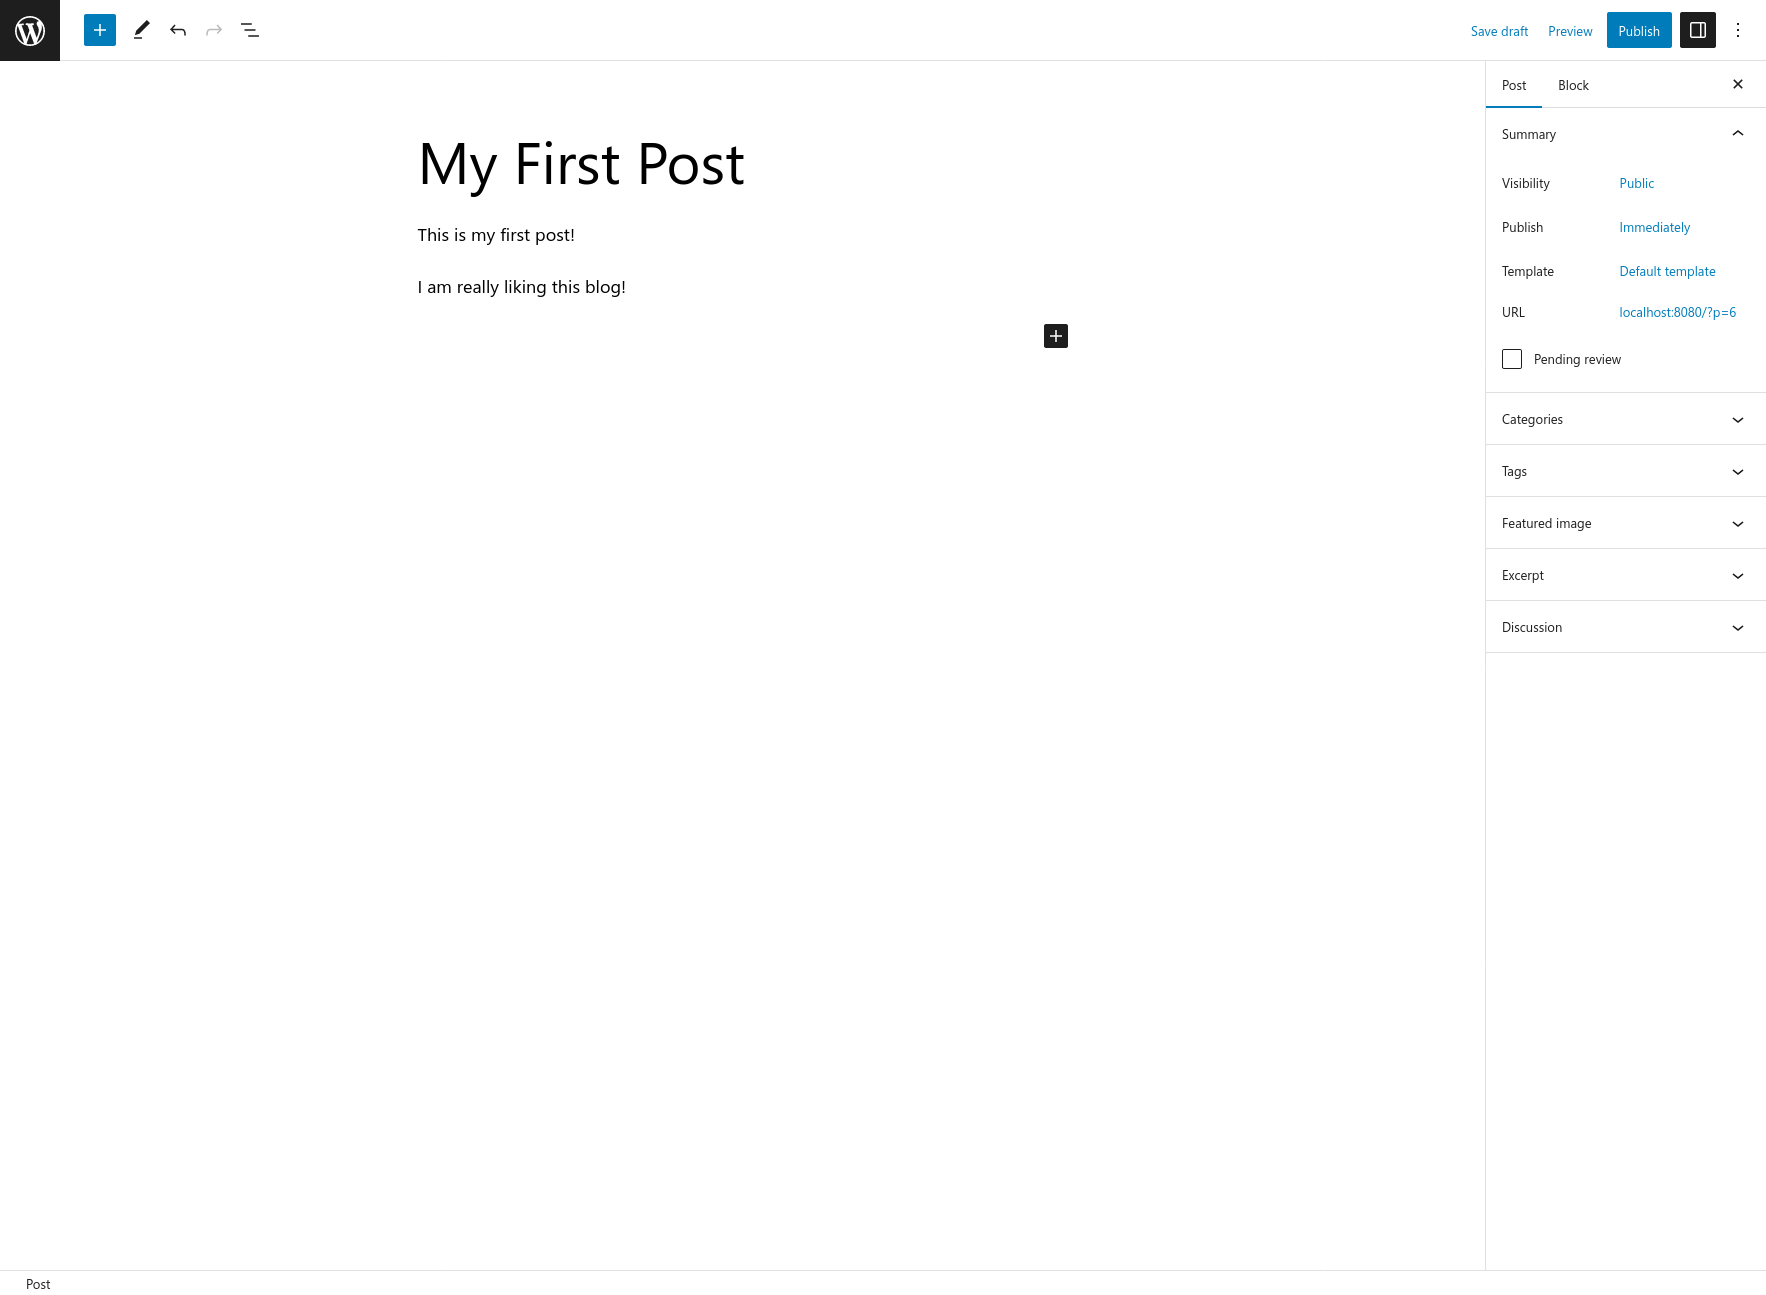 Save draft
Preview
Publish
Post
Block
My First Post
This is my first post!
I am really liking this blog!
Summary
Visibility
Public
Publish
Immediately
Template
Default template
URL
localhost:8080/?p=6
Pending review
Categories
Tags
Featured image
Excerpt
Discussion
Post